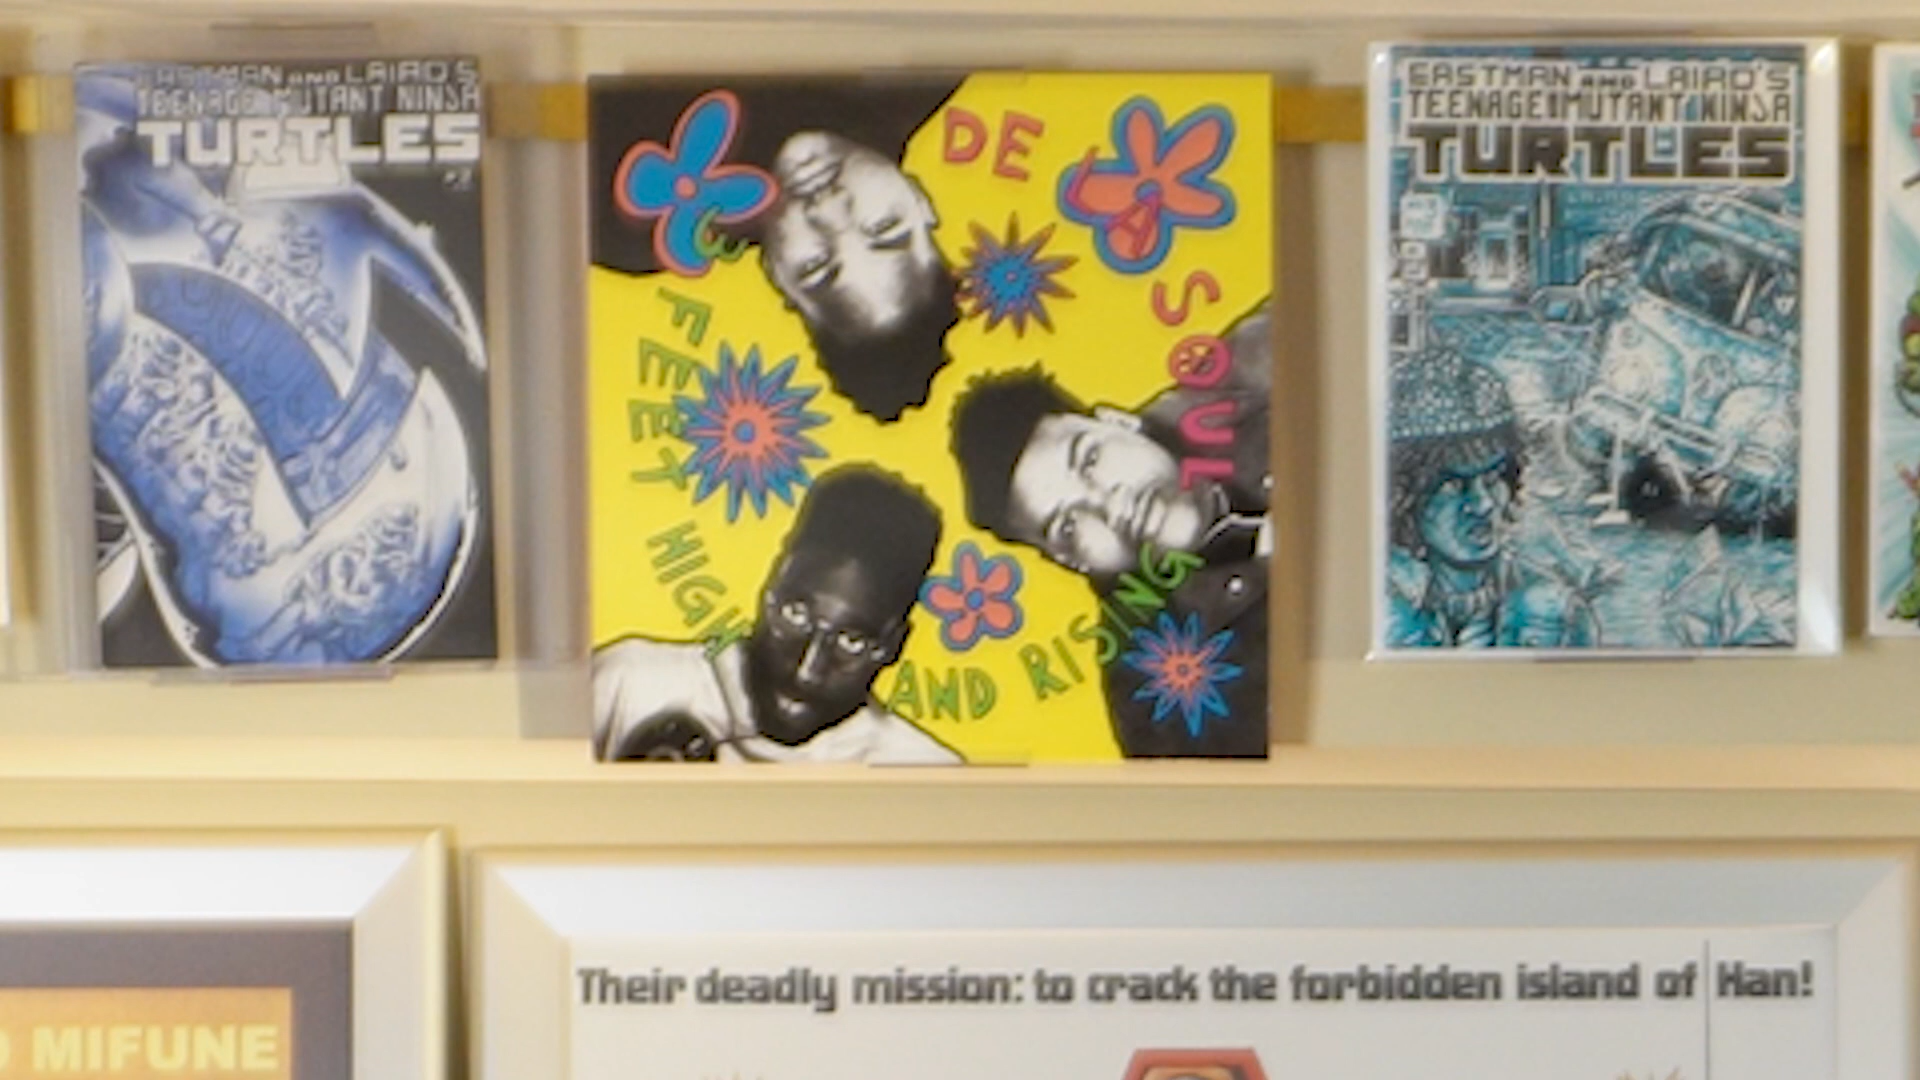 EASTMAN AND LAIRD'S
TEENAGE MUTANT NINJA
TURTLES
DE LA SOUL
3 FEET HIGH AND RISING
EASTMAN AND LAIRD'S
TEENAGE MUTANT NINJA
TURTLES
MIFUNE
Their deadly mission: to crack the forbidden island of Han!